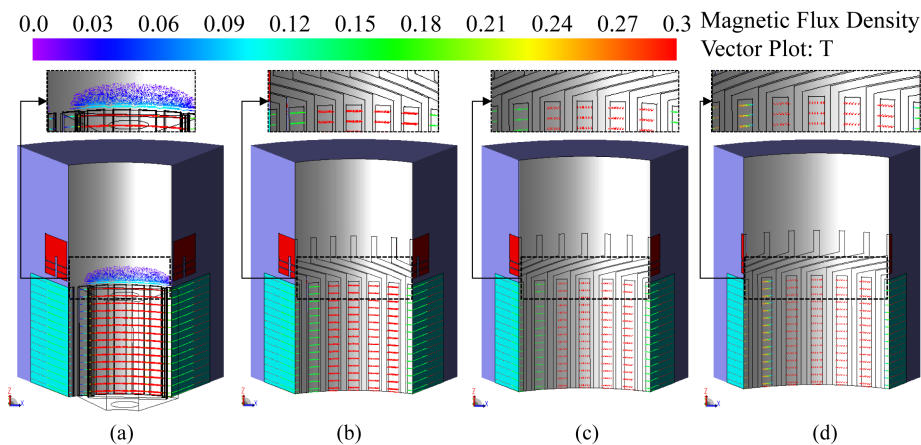 0.0 0.03 0.06 0.09 0.12 0.15 0.18 0.21 0.24 0.27 0.3 Magnetic Flux Density
Vector Plot: T
Z X Z X Z X Z X
(a) (b) (c) (d)